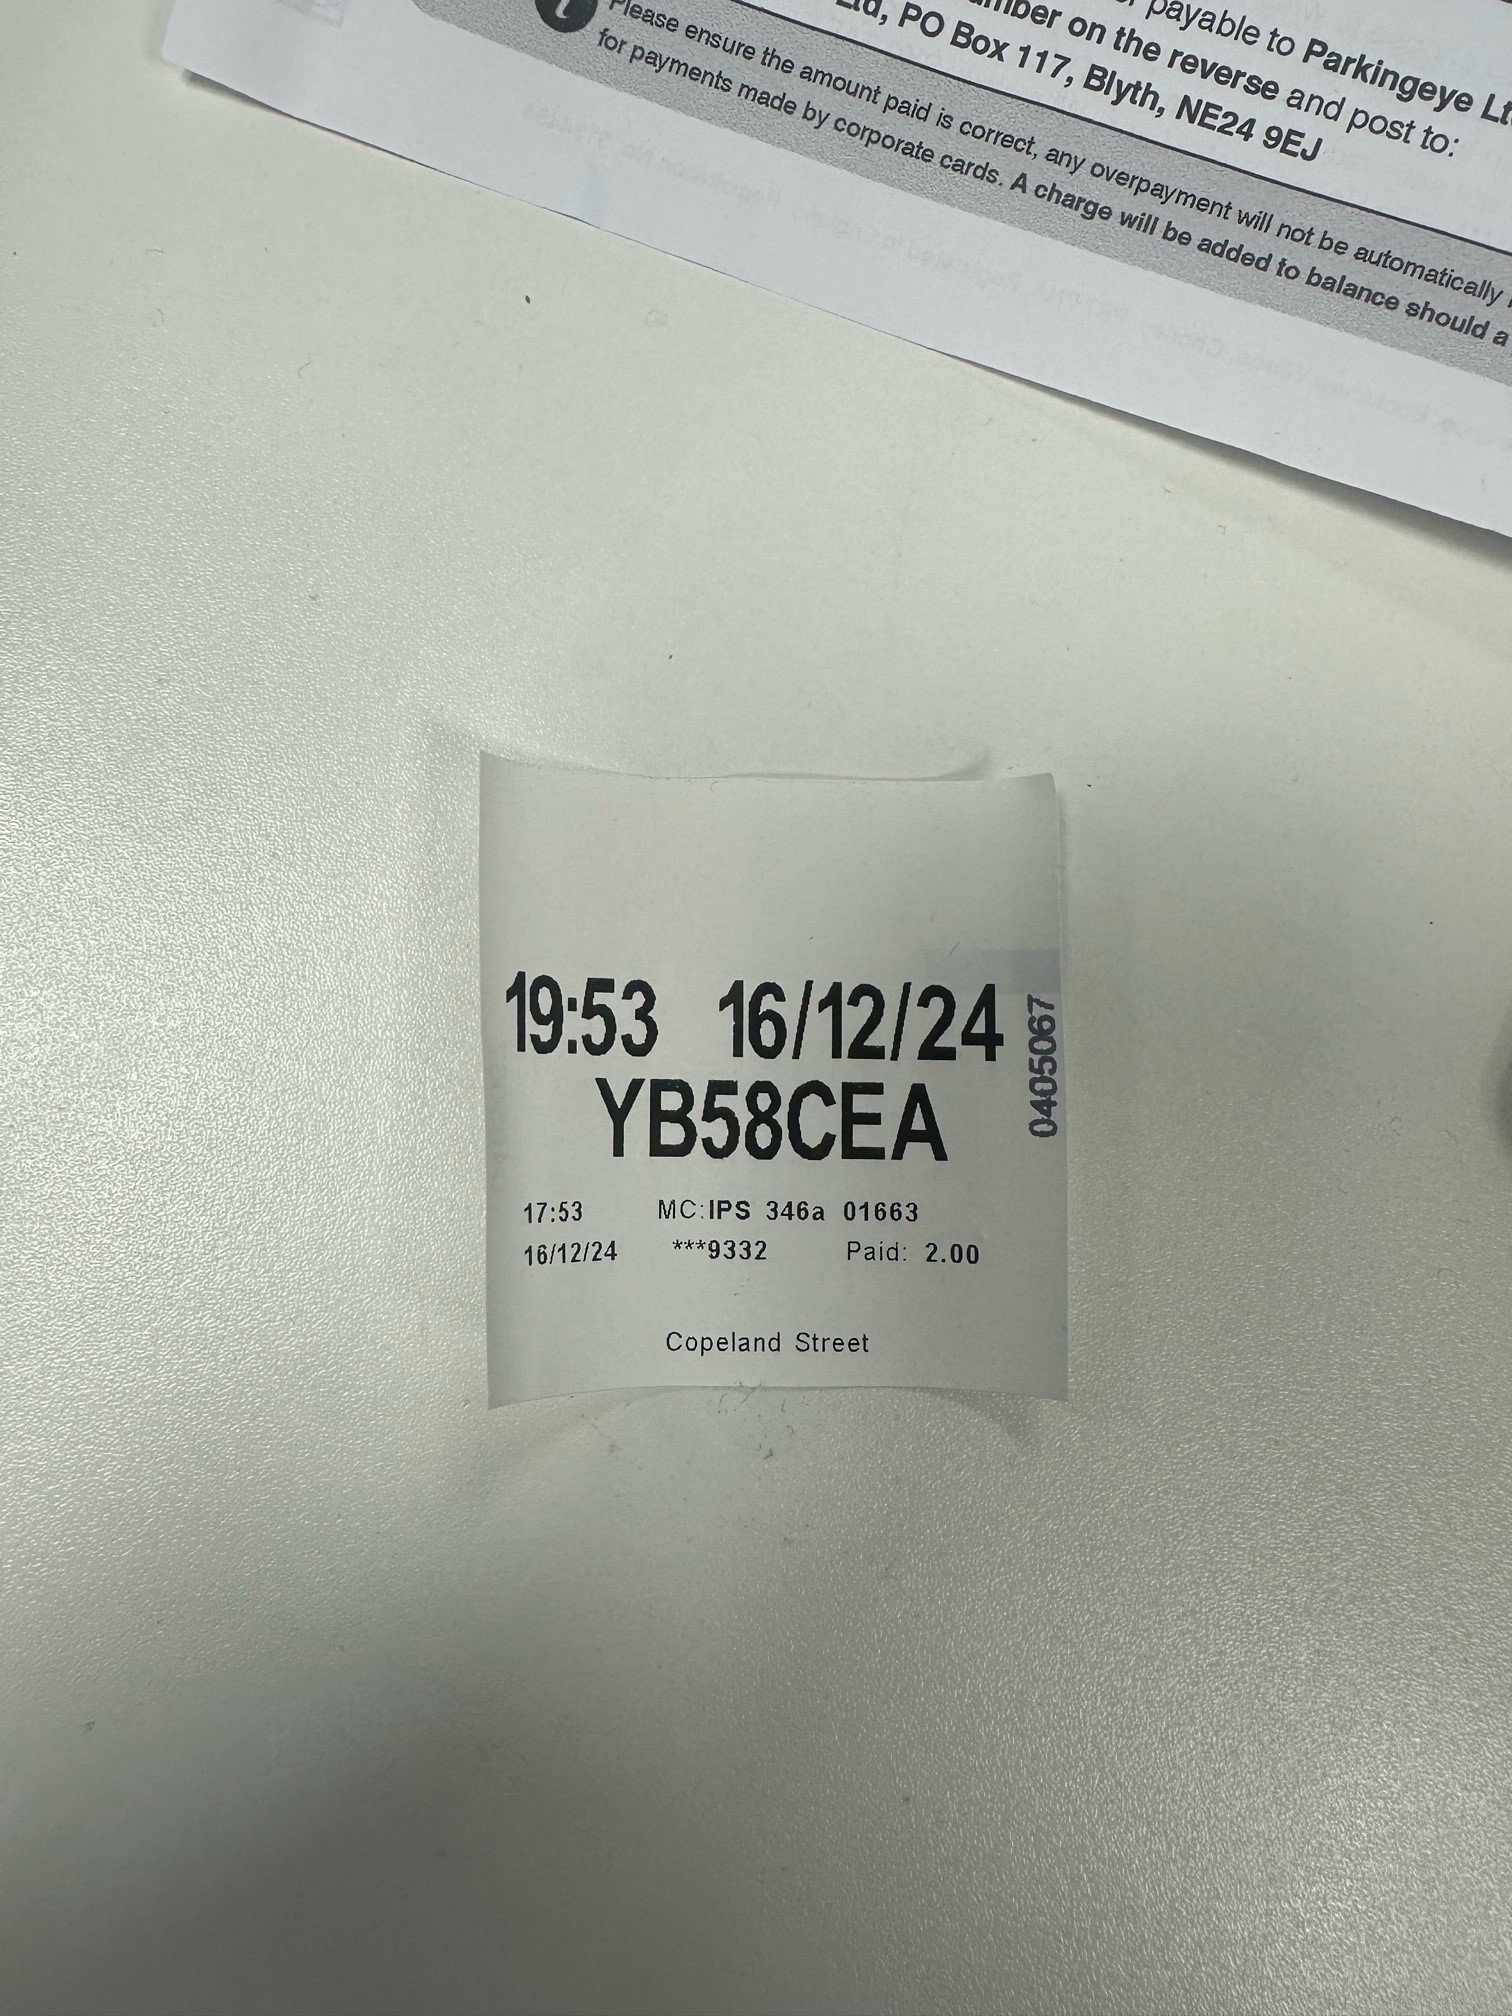 payable to Parkingeye Lt
mber on the reverse and post to:
Ltd, PO Box 117, Blyth, NE24 9EJ
i
Please ensure the amount paid is correct, any overpayment will not be automatically
for payments made by corporate cards. A charge will be added to balance should a
19:53 16/12/24
YB58CEA
0405067
17:53 MC:IPS 346a 01663
16/12/24 ***9332 Paid: 2.00
Copeland Street